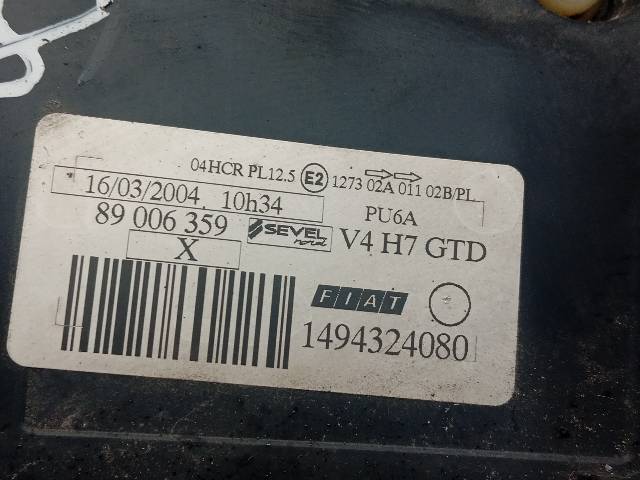 04HCR PL12.5 E2 1273 02A 011 02B/PL
16/03/2004 10h34 PU6A
89 006 359 SEVEL nord V4 H7 GTD
X
FIAT
1494324080